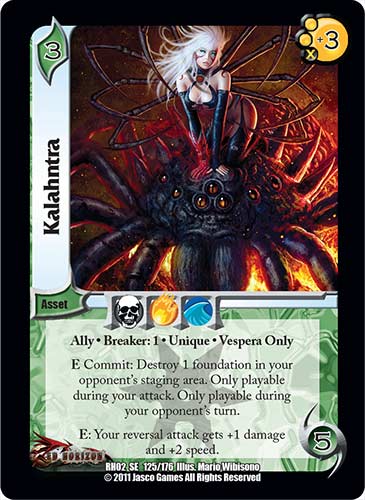 3
+3
X
Kalahntra
Asset
Ally • Breaker: 1 • Unique • Vespera Only
E Commit: Destroy 1 foundation in your
opponent's staging area. Only playable
during your attack. Only playable during
your opponent's turn.
E: Your reversal attack gets +1 damage
and +2 speed.
5
RED HORIZON
RH02_SE_125/176 Illus. Mario Wibisono
© 2011 Jasco Games All Rights Reserved